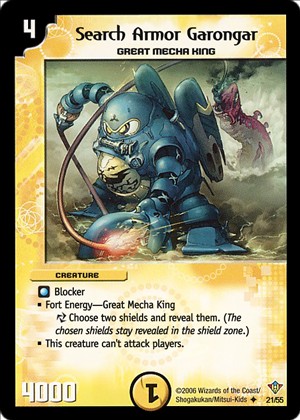 4 Search Armor Garongar
GREAT MECHA KING
CREATURE
Blocker
• Fort Energy—Great Mecha King
Choose two shields and reveal them. (The
chosen shields stay revealed in the shield zone.)
• This creature can't attack players.
4000
1
©2006 Wizards of the Coast/
Shogakukan/Mitsui-Kids ♦ 21/55